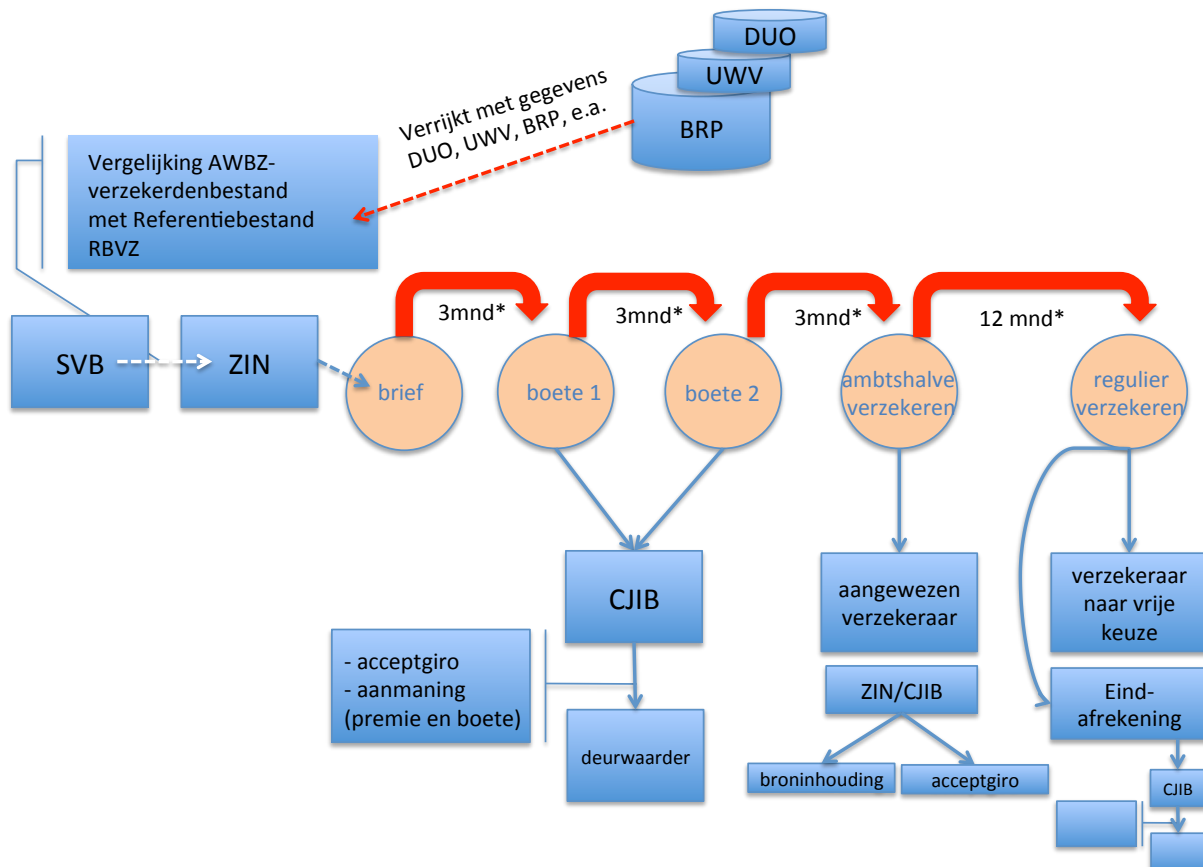 DUO
UWV
BRP
Verrijkt met gegevens
DUO, UWV, BRP, e.a.
Vergelijking AWBZ-
verzekerdenbestand
met Referentiebestand
RBVZ
3mnd*
3mnd*
3mnd*
12 mnd*
SVB
ZIN
brief
boete 1
boete 2
ambtshalve
verzekeren
regulier
verzekeren
CJIB
aangewezen
verzekeraar
verzekeraar
naar vrije
keuze
- acceptgiro
- aanmaning
(premie en boete)
ZIN/CJIB
Eind-
afrekening
deurwaarder
broninhouding
acceptgiro
CJIB